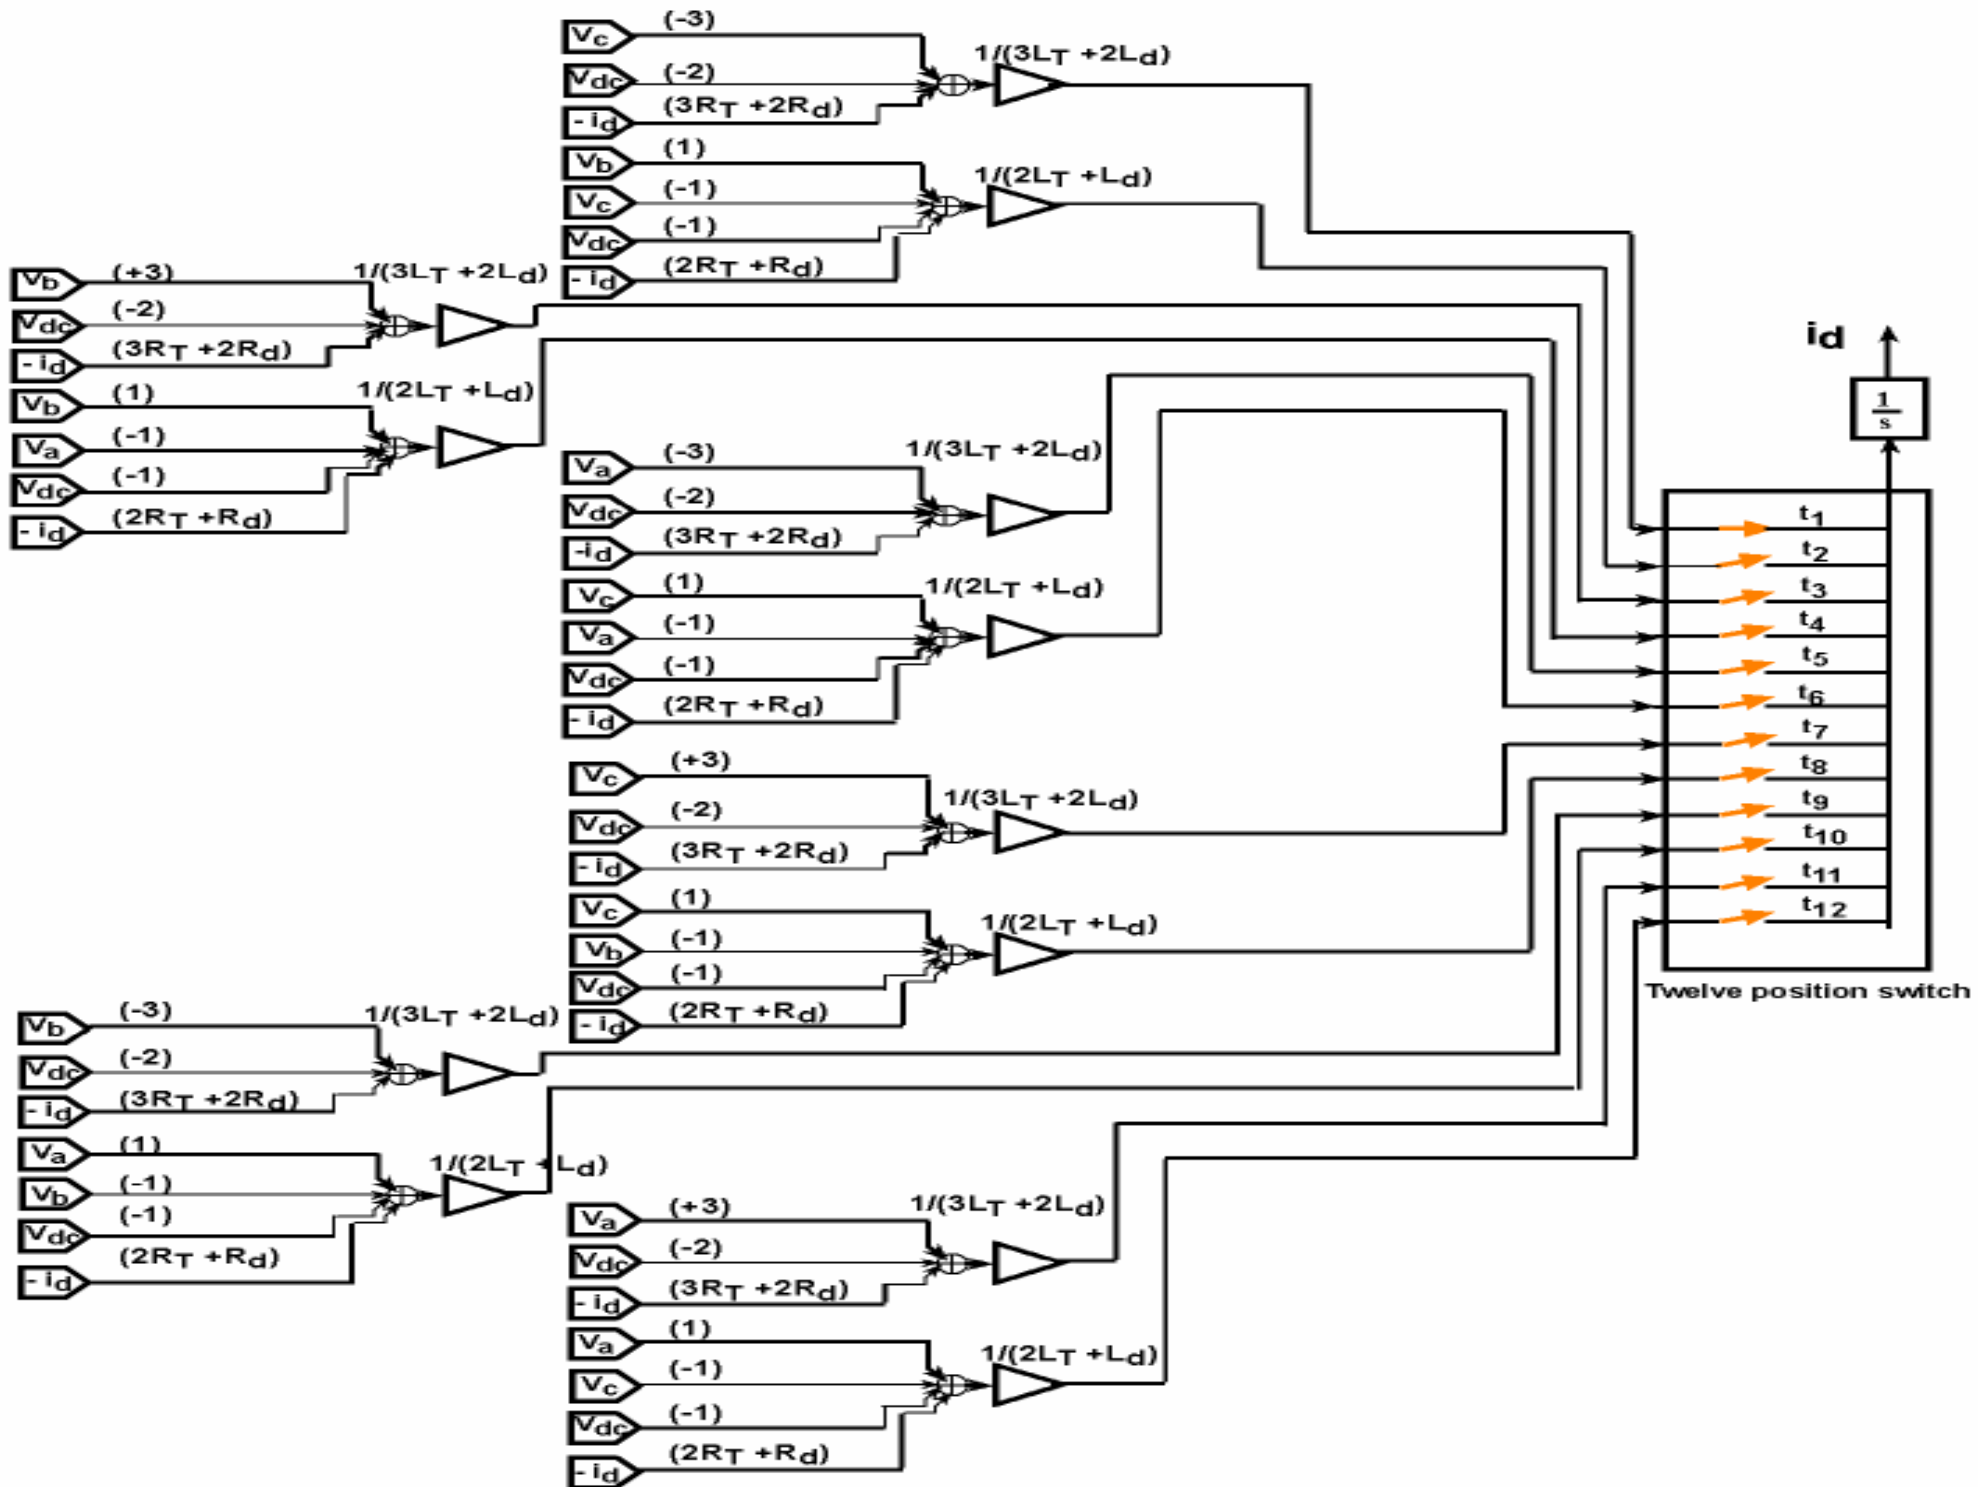 Vc (-3)
Vdc (-2)
- id (3RT +2Rd)
1/(3LT +2Ld)
Vb (1)
Vc (-1)
Vdc (-1)
- id (2RT +Rd)
1/(2LT +Ld)
Vb (+3)
Vdc (-2)
- id (3RT +2Rd)
1/(3LT +2Ld)
Vb (1)
Va (-1)
Vdc (-1)
- id (2RT +Rd)
1/(2LT +Ld)
Va (-3)
Vdc (-2)
-id (3RT +2Rd)
1/(3LT +2Ld)
Vc (1)
Va (-1)
Vdc (-1)
- id (2RT +Rd)
1/(2LT +Ld)
Vc (+3)
Vdc (-2)
- id (3RT +2Rd)
1/(3LT +2Ld)
Vc (1)
Vb (-1)
Vdc (-1)
- id (2RT +Rd)
1/(2LT +Ld)
Vb (-3)
Vdc (-2)
- id (3RT +2Rd)
1/(3LT +2Ld)
Va (1)
Vb (-1)
Vdc (-1)
- id (2RT +Rd)
1/(2LT +Ld)
Va (+3)
Vdc (-2)
- id (3RT +2Rd)
1/(3LT +2Ld)
Va (1)
Vc (-1)
Vdc (-1)
- id (2RT +Rd)
1/(2LT +Ld)
id
1
s
t1
t2
t3
t4
t5
t6
t7
t8
t9
t10
t11
t12
Twelve position switch